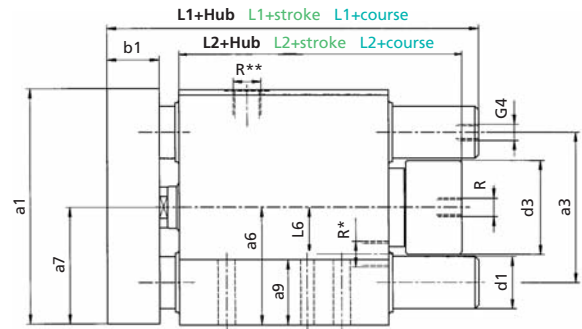 L1+Hub L1+stroke L1+course
L2+Hub L2+stroke L2+course
b1
R**
G4
a1
R
d3
a3
a7
a6
L6
R*
a9
d1